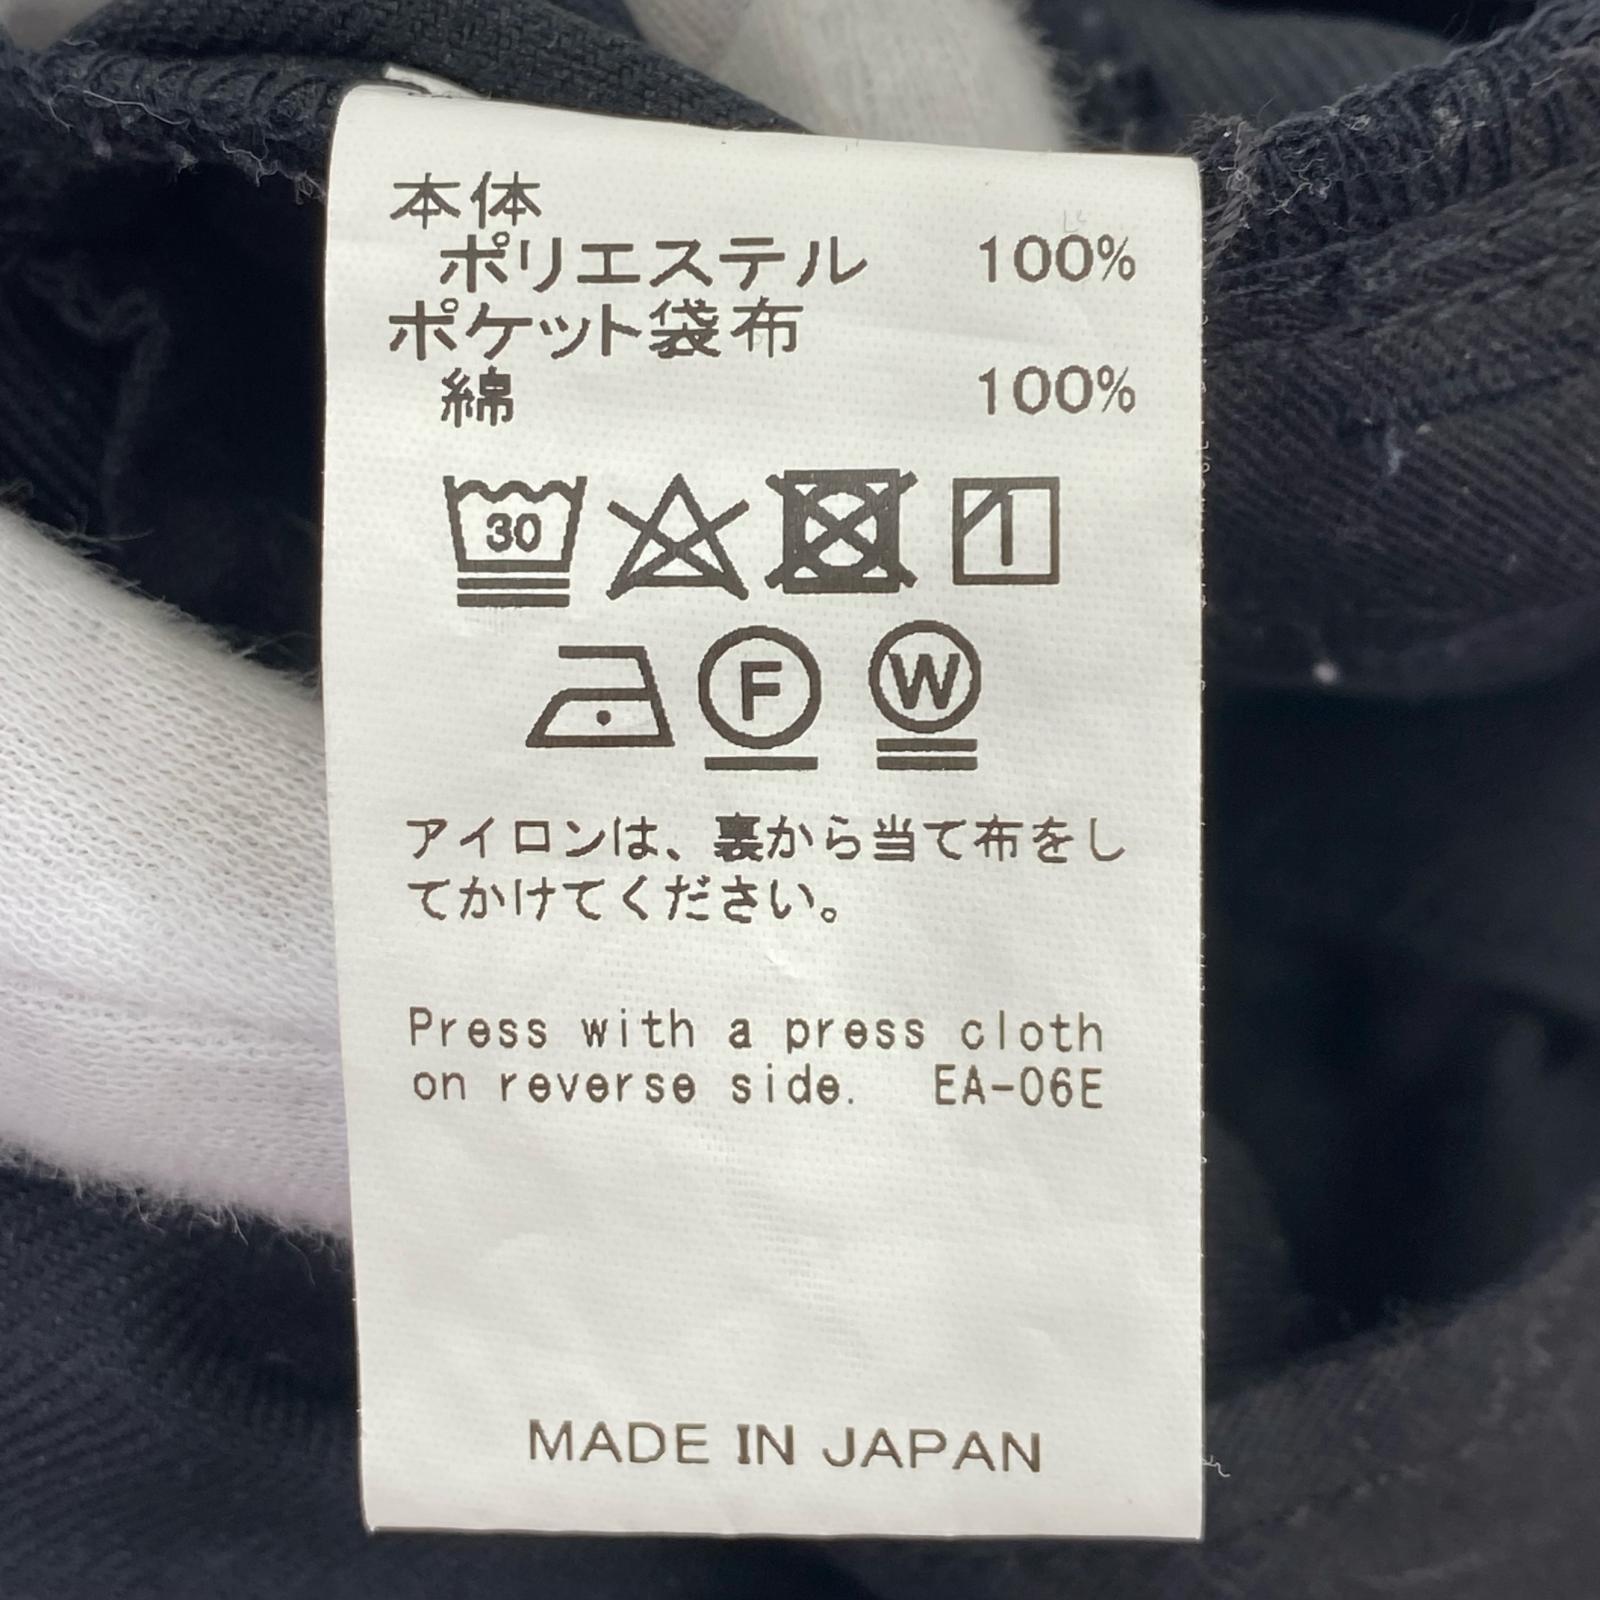 本体
ポリエステル 100%
ポケット袋布
綿 100%
30
F W
アイロンは、裏から当て布をし
てかけてください。
Press with a press cloth
on reverse side. EA-06E
MADE IN JAPAN